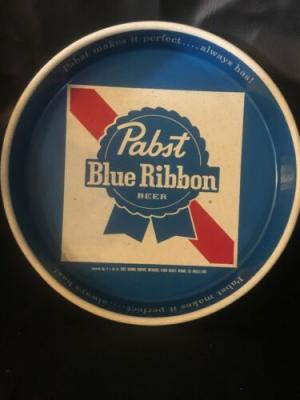 Pabst makes it perfect....always has!
Pabst
Blue Ribbon
BEER
Pabst makes it perfect....always has!